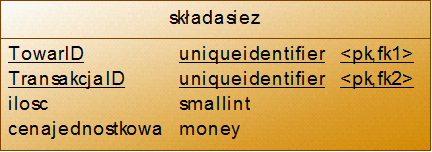 składasiez
TowarID uniqueidentifier <pk,fk1>
TransakcjaID uniqueidentifier <pk,fk2>
ilosc smallint
cenajednostkowa money